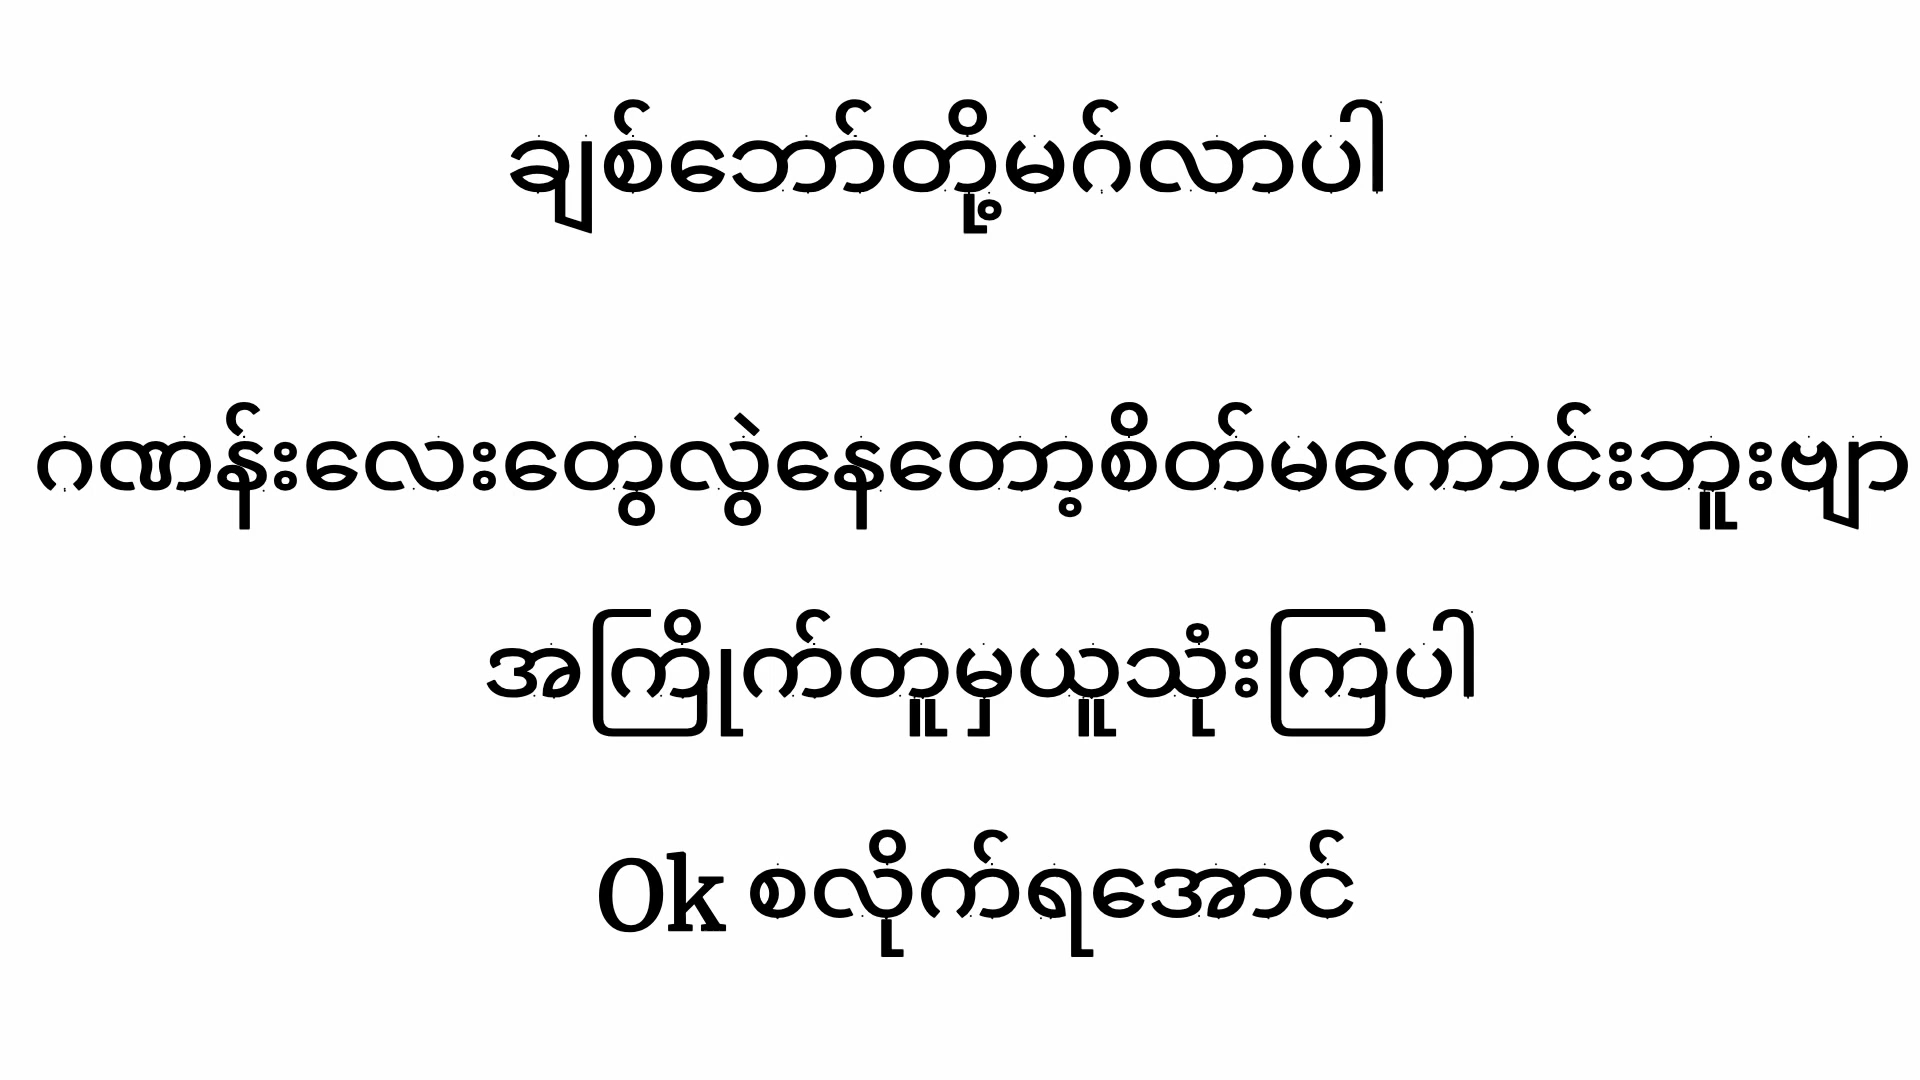 ချစ်ဘော်တို့မင်္ဂလာပါ
ဂဏန်းလေးတွေလွဲနေတော့စိတ်မကောင်းဘူးဗျာ
အကြိုက်တူမှယူသုံးကြပါ
Ok စလိုက်ရအောင်